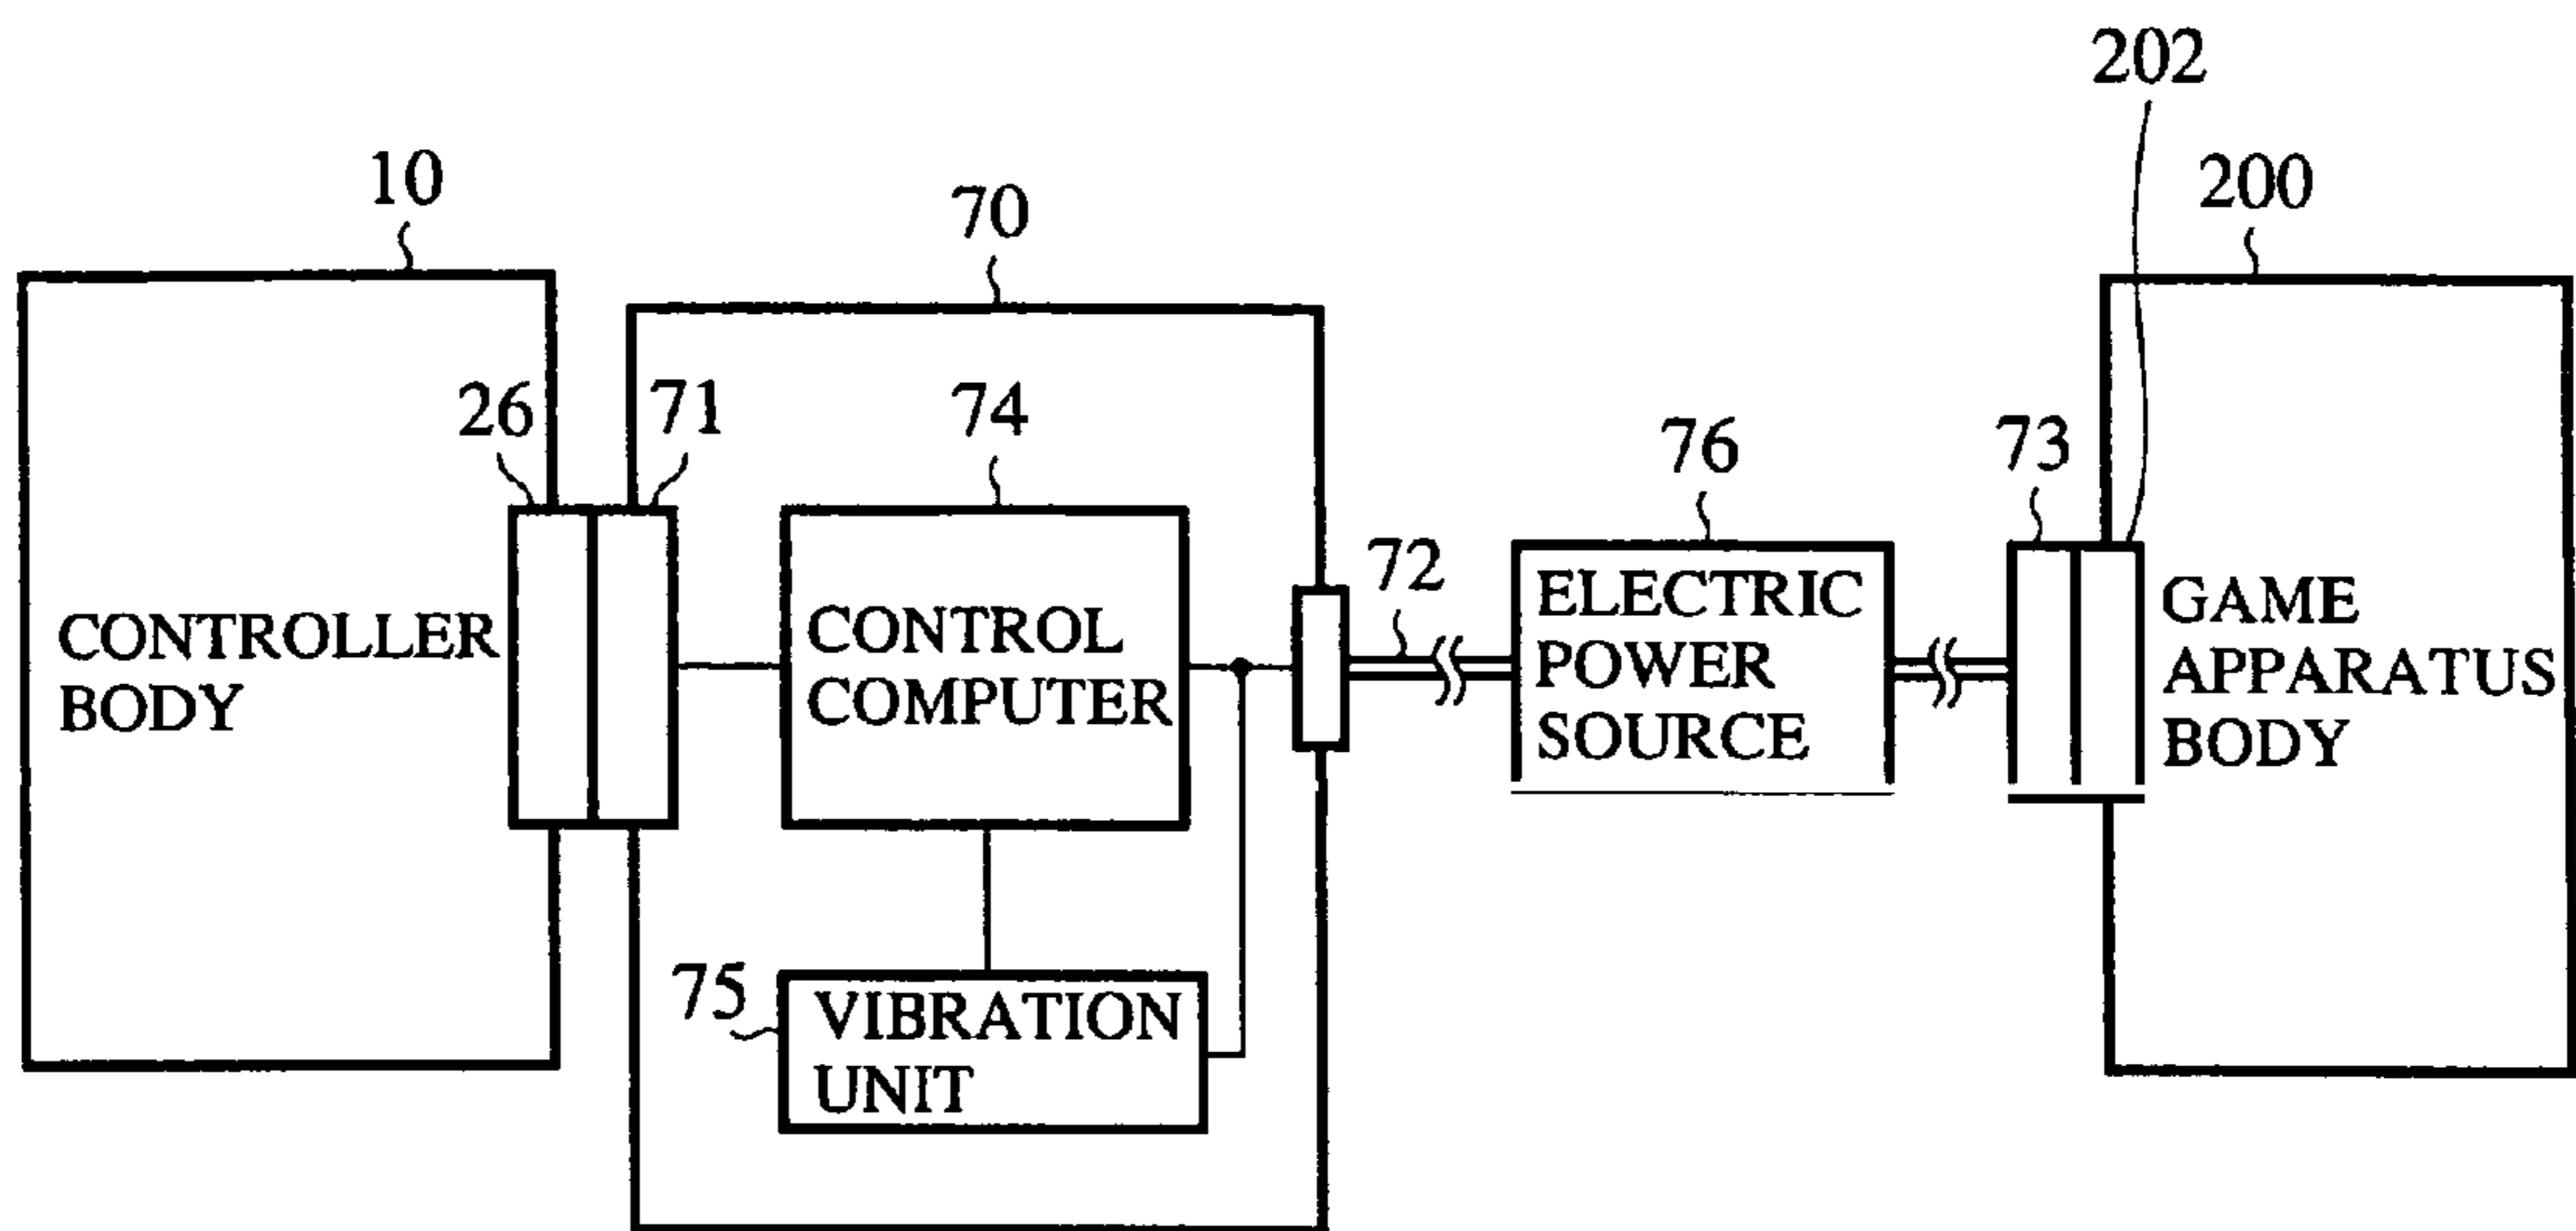 202
10
70
200
26
71
74
76
73
72
CONTROLLER
BODY
CONTROL
COMPUTER
ELECTRIC
POWER
SOURCE
GAME
APPARATUS
BODY
75
VIBRATION
UNIT